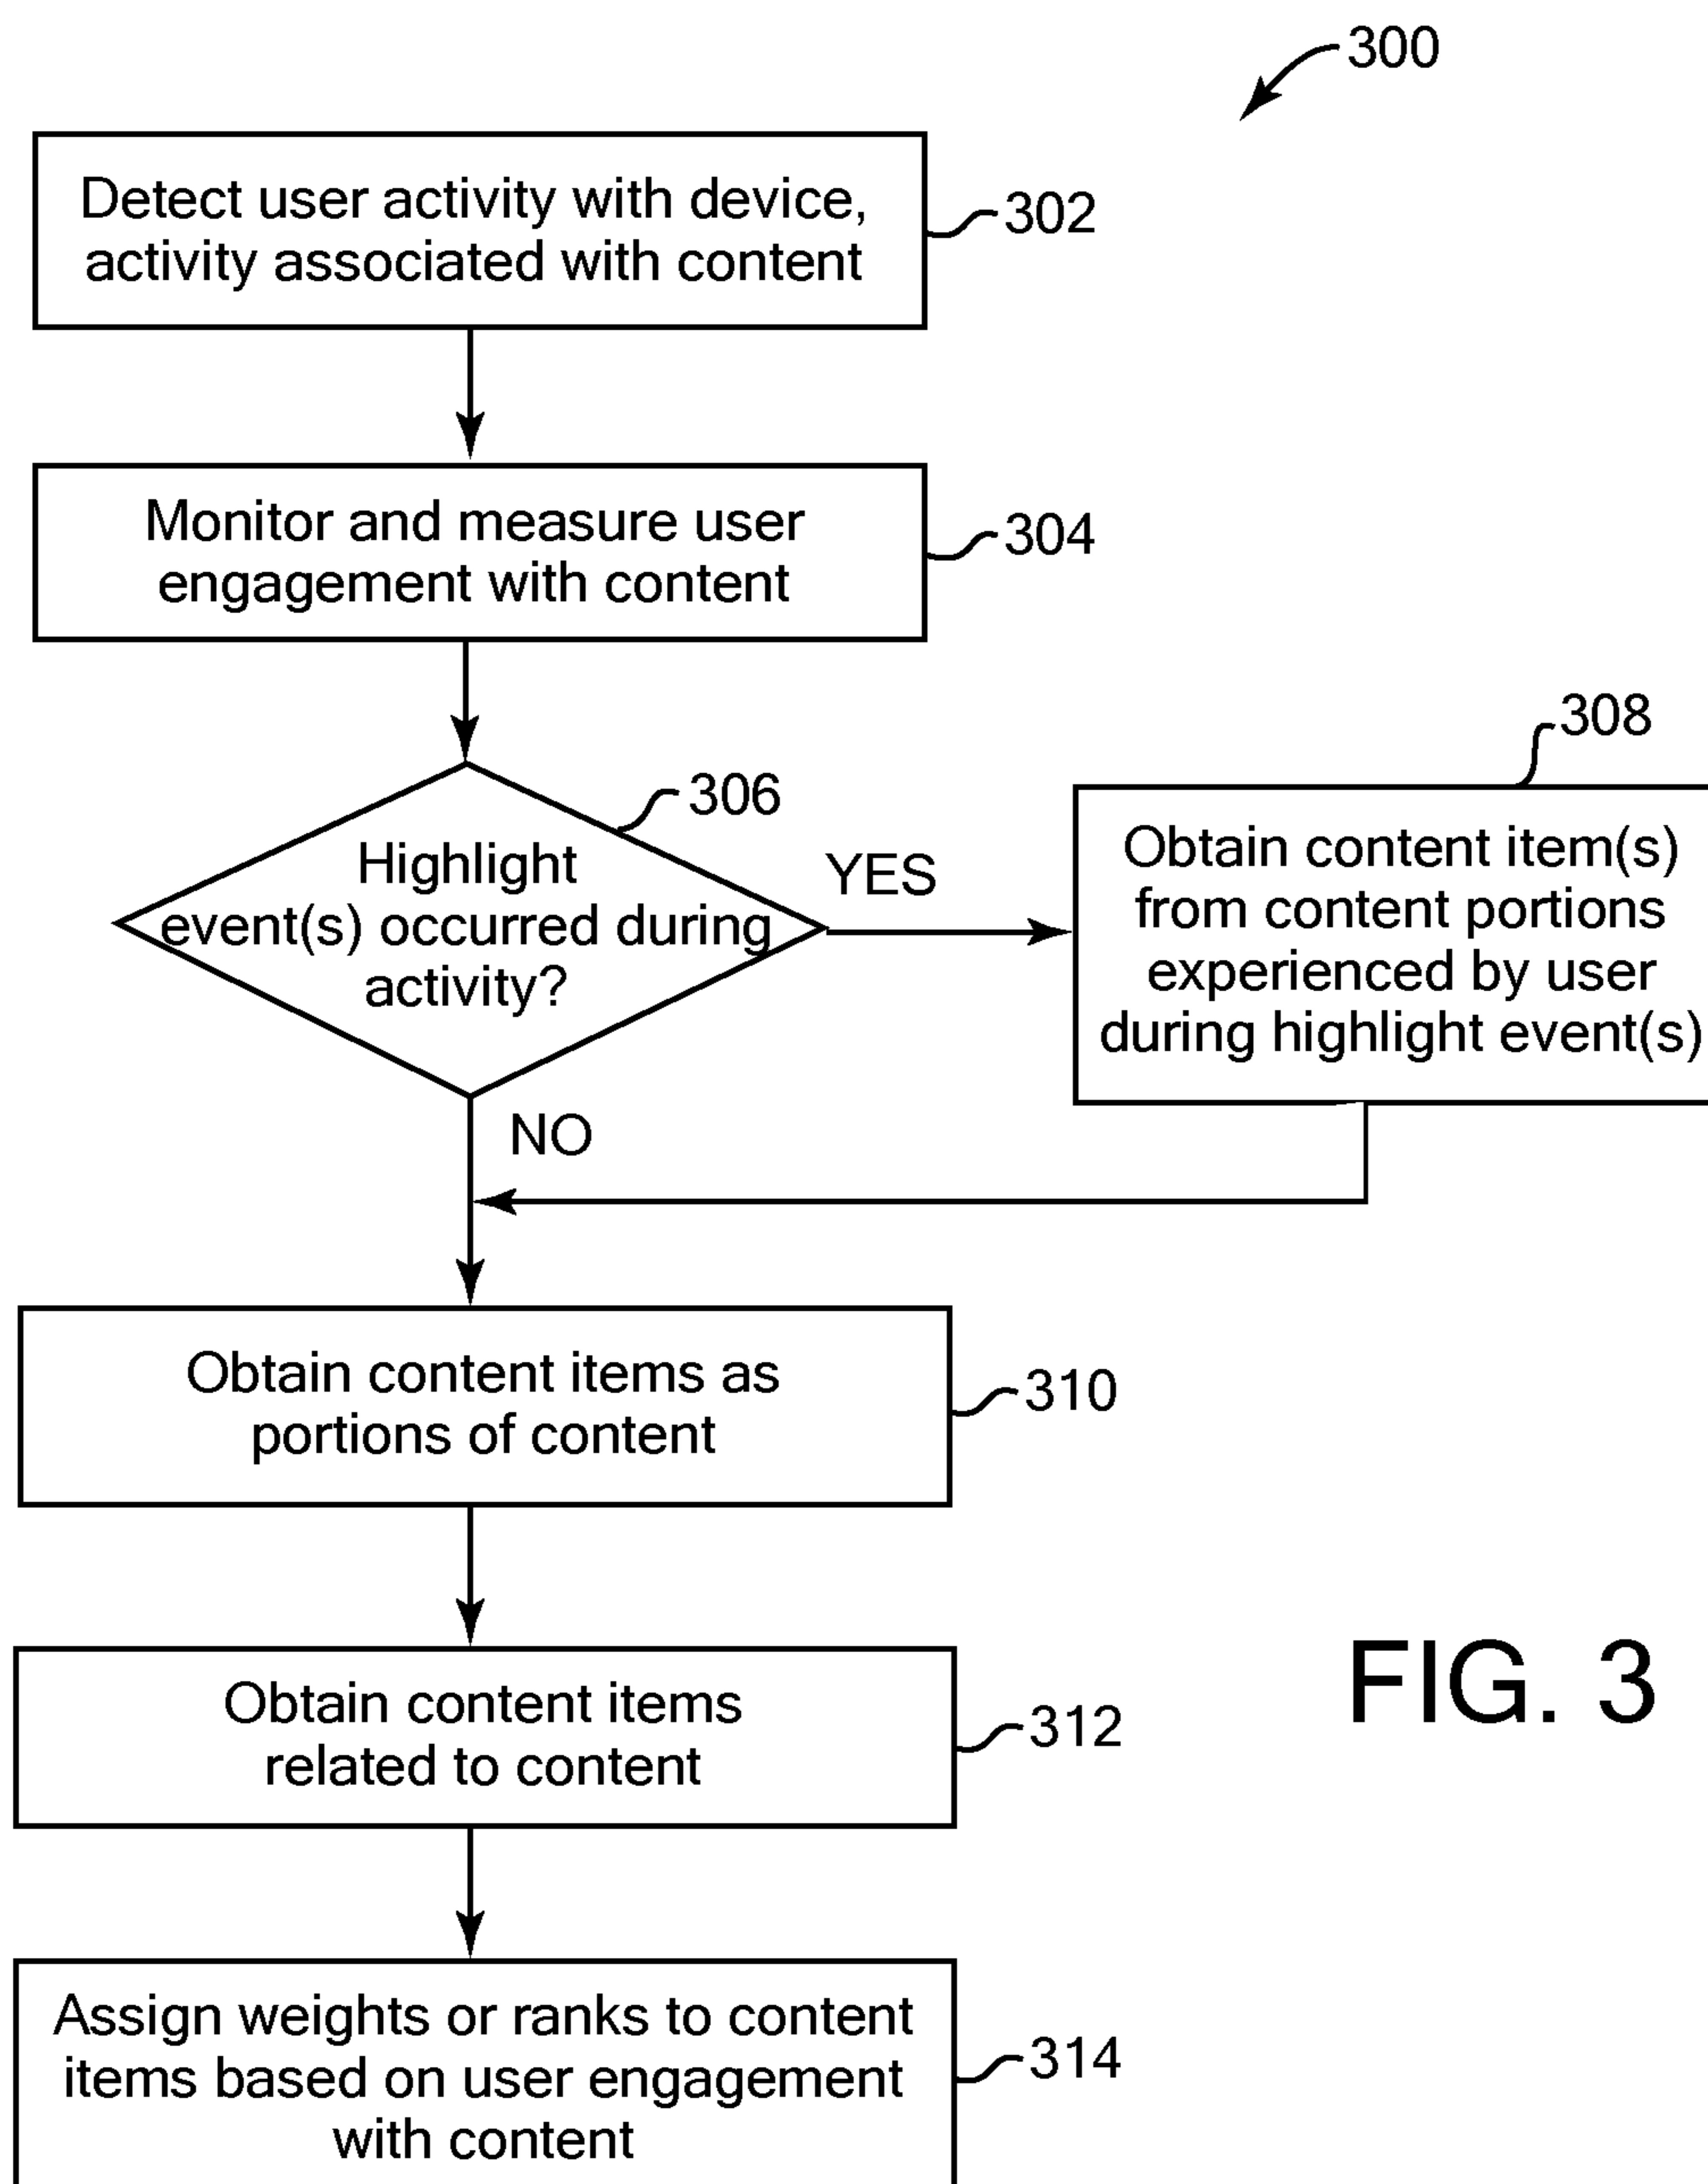 300
Detect user activity with device,
activity associated with content
302
Monitor and measure user
engagement with content
304
306
Highlight
event(s) occurred during
activity?
YES
308
Obtain content item(s)
from content portions
experienced by user
during highlight event(s)
NO
Obtain content items as
portions of content
310
Obtain content items
related to content
312
FIG. 3
Assign weights or ranks to content
items based on user engagement
with content
314